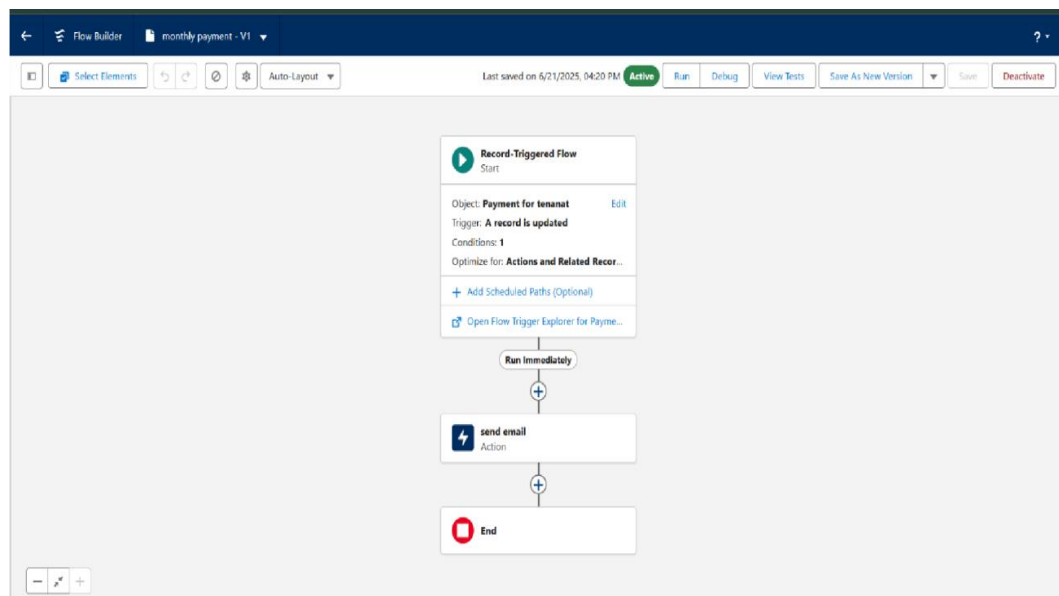 Flow Builder
monthly payment - V1
?
Select Elements
Auto-Layout
Last saved on 6/21/2025, 04:20 PM
Active
Run
Debug
View Tests
Save As New Version
Save
Deactivate
Record-Triggered Flow
Start
Object: Payment for tenanat
Edit
Trigger: A record is updated
Conditions: 1
Optimize for: Actions and Related Recor...
+ Add Scheduled Paths (Optional)
Open Flow Trigger Explorer for Payme...
Run Immediately
send email
Action
End